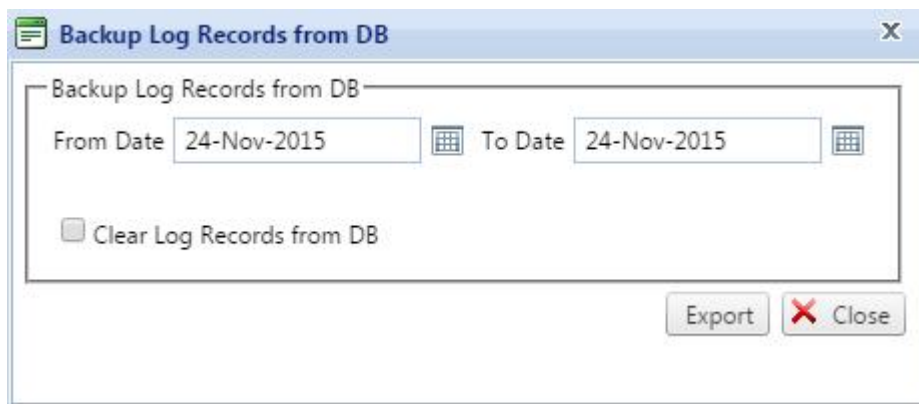 Backup Log Records from DB
Backup Log Records from DB
From Date 24-Nov-2015 To Date 24-Nov-2015
Clear Log Records from DB
Export Close